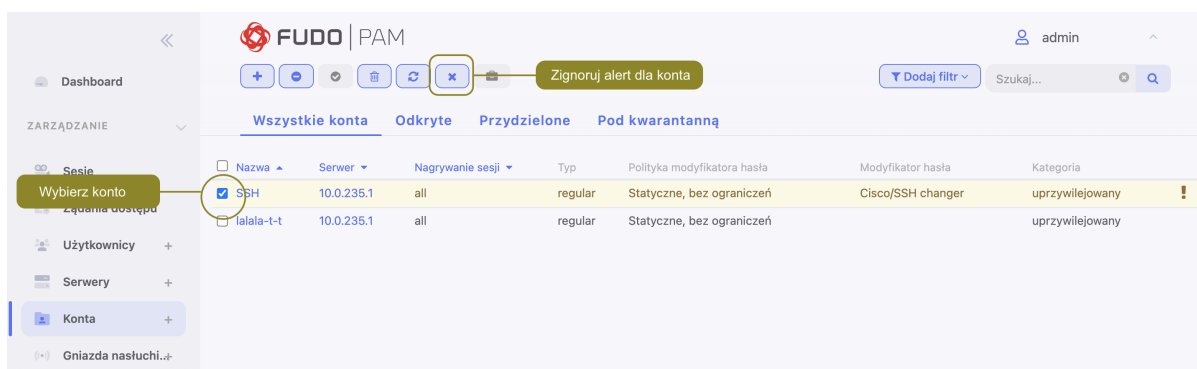 FUDO PAM
admin
Dashboard
Zignoruj alert dla konta
Dodaj filtr
Szukaj...
ZARZĄDZANIE
Wszystkie konta Odkryte Przydzielone Pod kwarantanną
Sesje
Nazwa Serwer Nagrywanie sesji Typ Polityka modyfikatora hasła Modyfikator hasła Kategoria
Wybierz konto
SSH 10.0.235.1 all regular Statyczne, bez ograniczeń Cisco/SSH changer uprzywilejowany !
Żądania dostępu
lalala-t-t 10.0.235.1 all regular Statyczne, bez ograniczeń uprzywilejowany
Użytkownicy +
Serwery +
Konta +
Gniazda nasłuchi...+